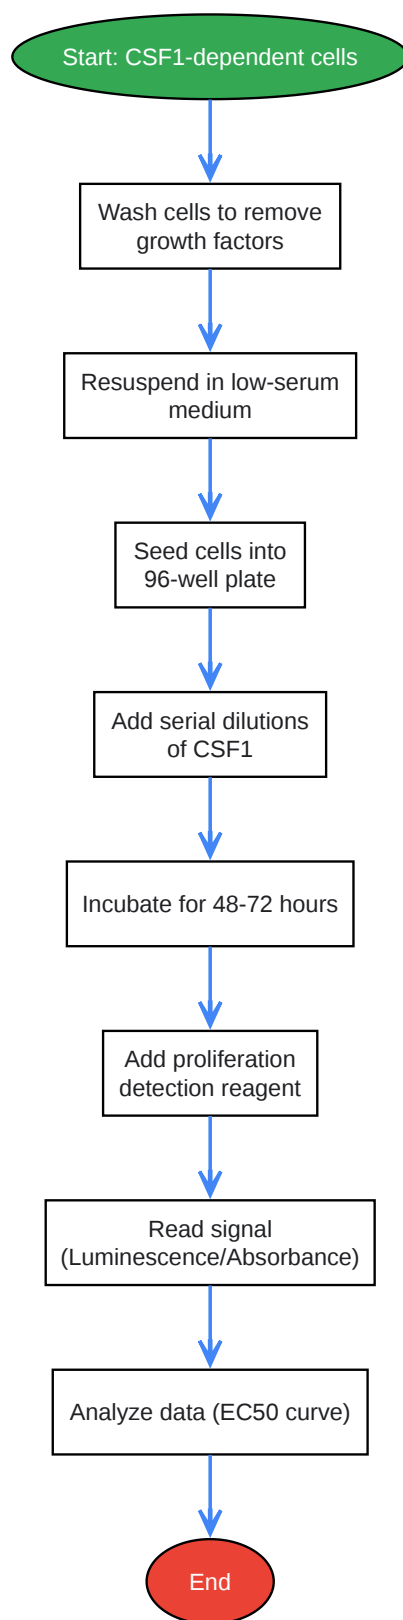 Start: CSF1-dependent cells
Wash cells to remove
growth factors
Resuspend in low-serum
medium
Seed cells into
96-well plate
Add serial dilutions
of CSF1
Incubate for 48-72 hours
Add proliferation
detection reagent
Read signal
(Luminescence/Absorbance)
Analyze data (EC50 curve)
End